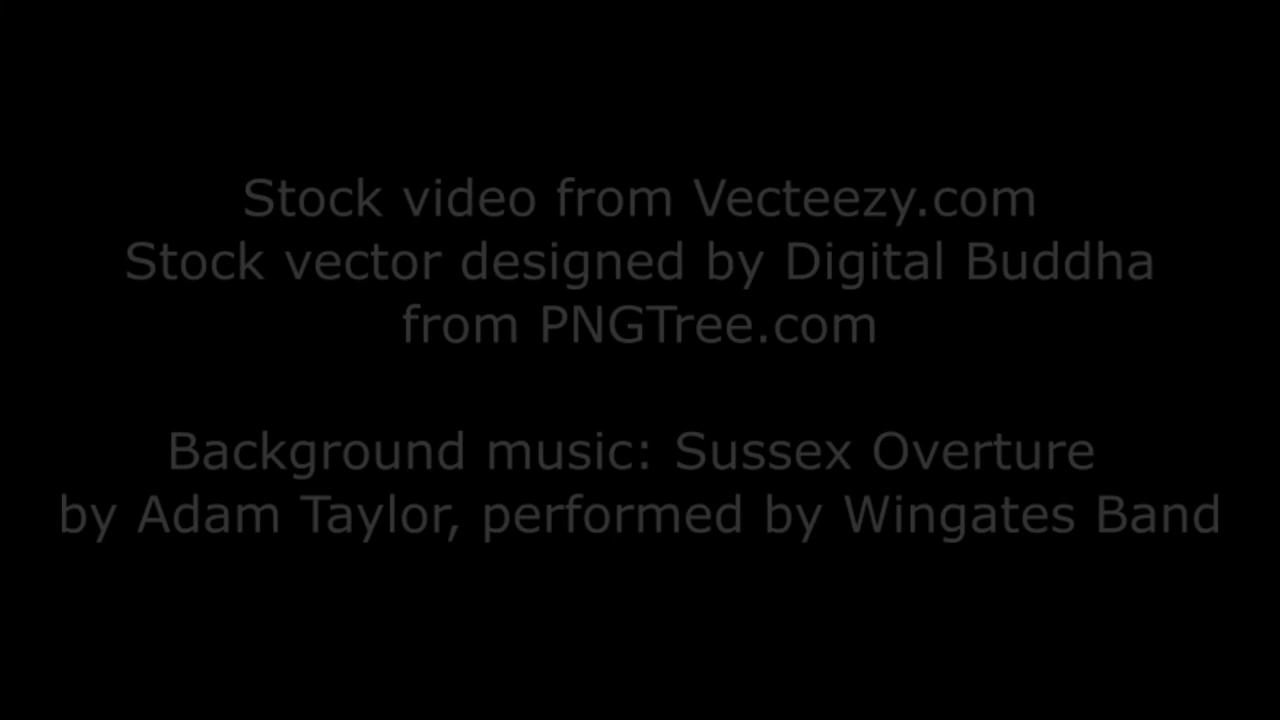 Stock video from Vecteezy.com
Stock vector designed by Digital Buddha
from PNGTree.com
Background music: Sussex Overture
by Adam Taylor, performed by Wingates Band